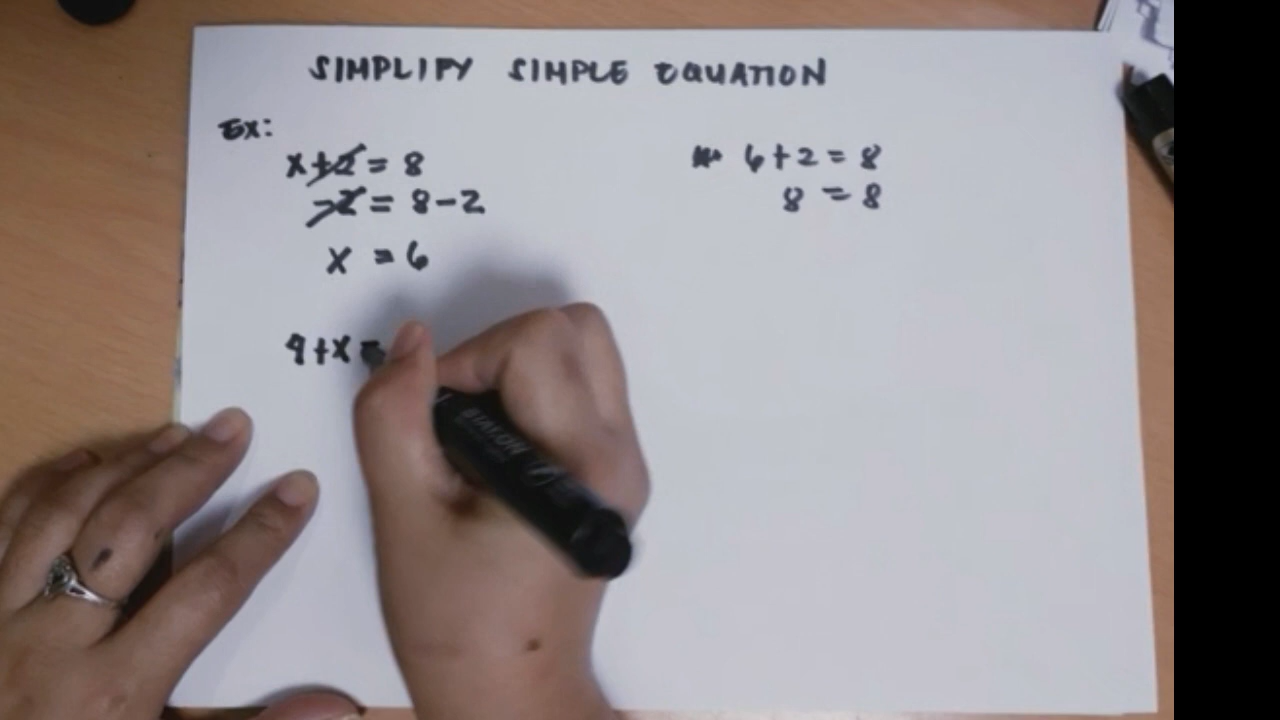 SIMPLIFY SIMPLE EQUATION
Ex:
x+2 = 8
-2 = 8-2
x = 6
6+2 = 8
8 = 8
9+x =